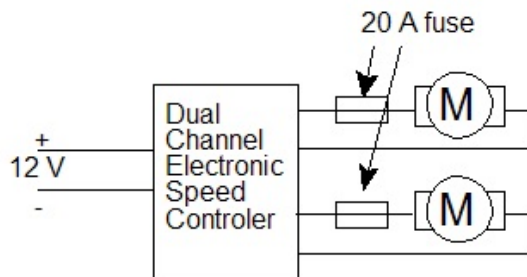 20 A fuse
M
Dual
Channel
Electronic
Speed
Controler
+
12 V
-
M